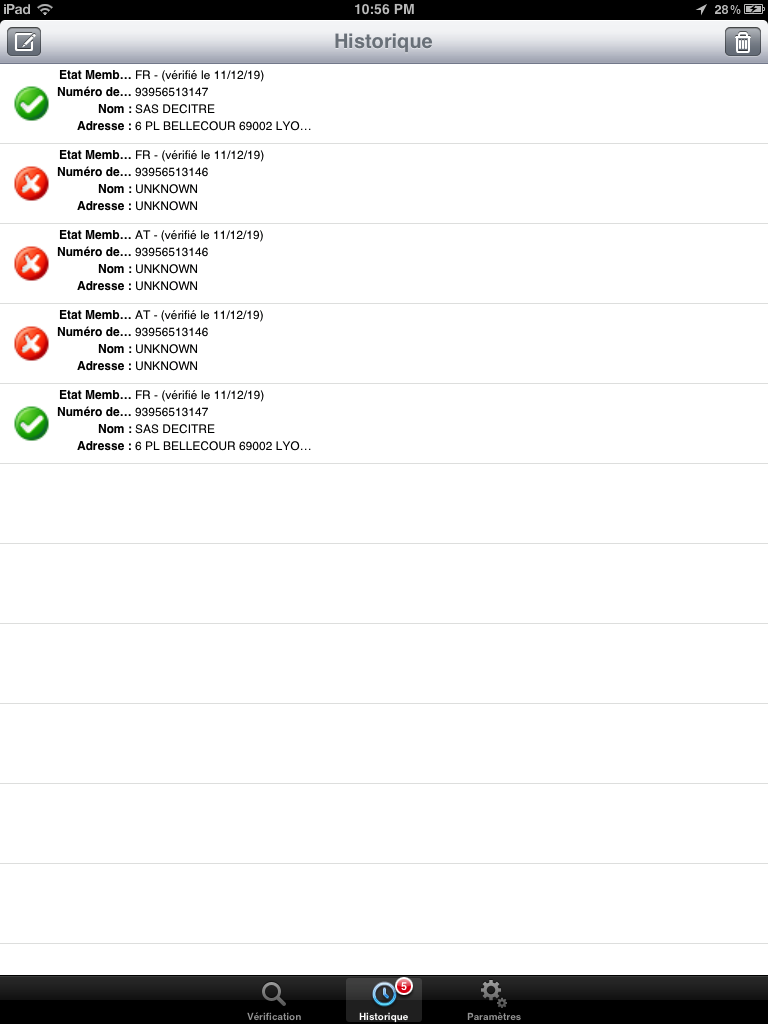 iPad 10:56 PM 28%
Historique
Etat Memb... FR - (vérifié le 11/12/19)
Numéro de... 93956513147
Nom : SAS DECITRE
Adresse : 6 PL BELLECOUR 69002 LYO...
Etat Memb... FR - (vérifié le 11/12/19)
Numéro de... 93956513146
Nom : UNKNOWN
Adresse : UNKNOWN
Etat Memb... AT - (vérifié le 11/12/19)
Numéro de... 93956513146
Nom : UNKNOWN
Adresse : UNKNOWN
Etat Memb... AT - (vérifié le 11/12/19)
Numéro de... 93956513146
Nom : UNKNOWN
Adresse : UNKNOWN
Etat Memb... FR - (vérifié le 11/12/19)
Numéro de... 93956513147
Nom : SAS DECITRE
Adresse : 6 PL BELLECOUR 69002 LYO...
5
Vérification Historique Paramètres